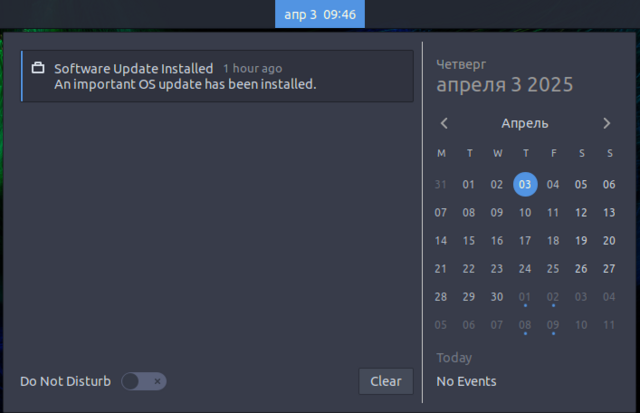 апр 3 09:46
Software Update Installed 1 hour ago
An important OS update has been installed.
Do Not Disturb
Clear
Четверг
апреля 3 2025
Апрель
M T W T F S S
31 01 02 03 04 05 06
07 08 09 10 11 12 13
14 15 16 17 18 19 20
21 22 23 24 25 26 27
28 29 30 01 02 03 04
05 06 07 08 09 10 11
Today
No Events